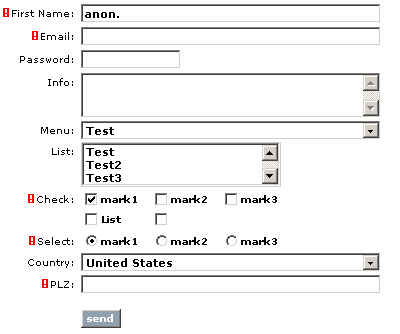 !First Name: anon.
!Email:
Password:
Info:
Menu: Test
List: Test
Test2
Test3
!Check: mark1 mark2 mark3
List
!Select: mark1 mark2 mark3
Country: United States
!PLZ:
send